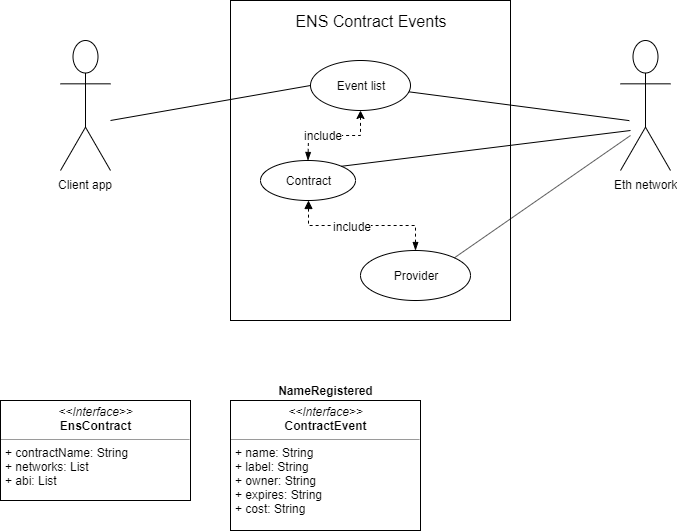 ENS Contract Events
Event list
include
Contract
include
Provider
Client app
Eth network
<<Interface>>
EnsContract
+ contractName: String
+ networks: List
+ abi: List
NameRegistered
<<Interface>>
ContractEvent
+ name: String
+ label: String
+ owner: String
+ expires: String
+ cost: String